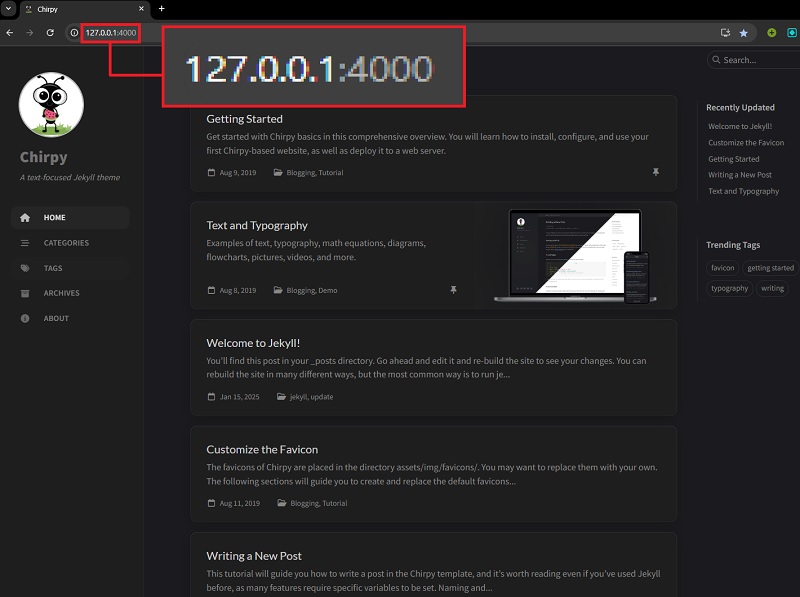 Chirpy
127.0.0.1:4000
127.0.0.1:4000
Search...
Chirpy
A text-focused Jekyll theme
HOME
CATEGORIES
TAGS
ARCHIVES
ABOUT
Getting Started
Get started with Chirpy basics in this comprehensive overview. You will learn how to install, configure, and use your
first Chirpy-based website, as well as deploy it to a web server.
Aug 9, 2019 Blogging, Tutorial
Text and Typography
Examples of text, typography, math equations, diagrams,
flowcharts, pictures, videos, and more.
Aug 8, 2019 Blogging, Demo
Welcome to Jekyll!
You'll find this post in your _posts directory. Go ahead and edit it and re-build the site to see your changes. You can
rebuild the site in many different ways, but the most common way is to run je...
Jan 15, 2025 jekyll, update
Customize the Favicon
The favicons of Chirpy are placed in the directory assets/img/favicons/. You may want to replace them with your own.
The following sections will guide you to create and replace the default favicons...
Aug 11, 2019 Blogging, Tutorial
Writing a New Post
This tutorial will guide you how to write a post in the Chirpy template, and it's worth reading even if you've used Jekyll
before, as many features require specific variables to be set. Naming and...
Recently Updated
Welcome to Jekyll!
Customize the Favicon
Getting Started
Writing a New Post
Text and Typography
Trending Tags
favicon getting started
typography writing